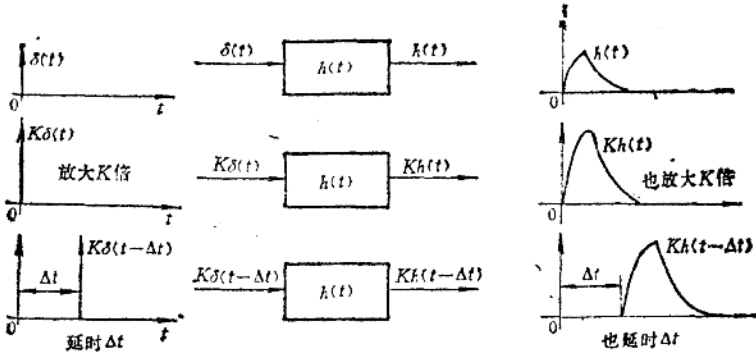 δ(t)
t
0
δ(t)
h(t)
h(t)
h(t)
0
Kδ(t)
放大K倍
t
0
Kδ(t)
h(t)
Kh(t)
Kh(t)
也放大K倍
0
Kδ(t-Δt)
Δt
0
t
延时Δt
Kδ(t-Δt)
h(t)
Kh(t-Δt)
Kh(t-Δt)
Δt
0
也延时Δt